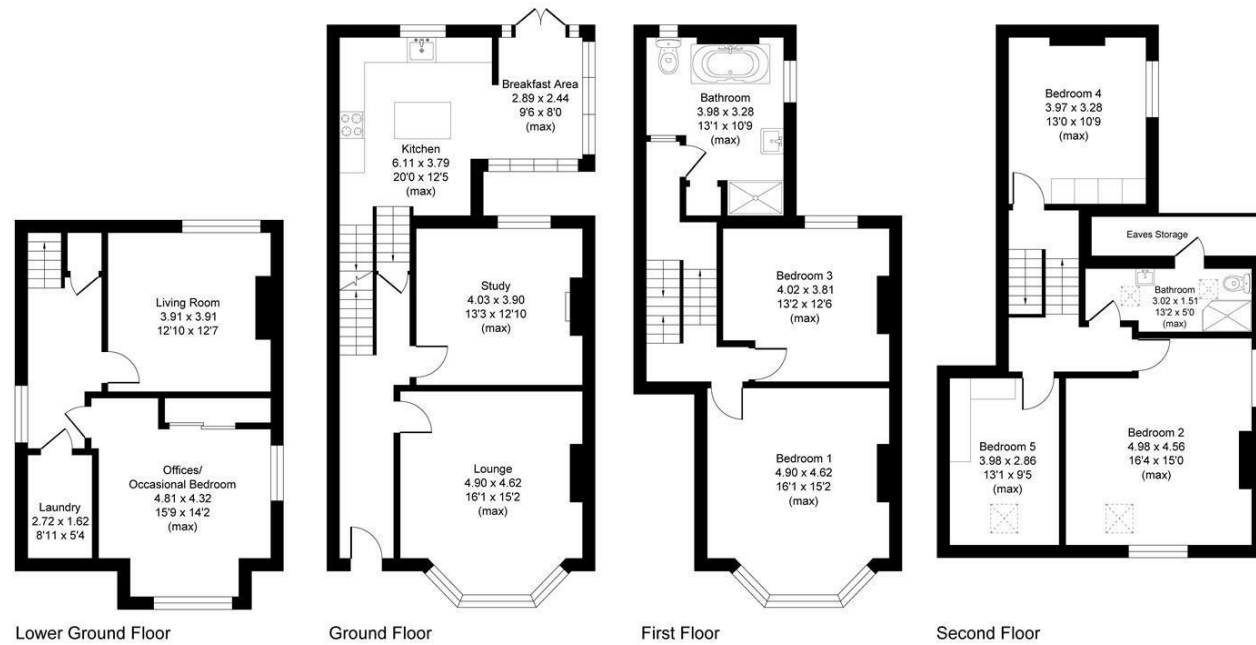 Living Room
3.91 x 3.91
12'10 x 12'7
Offices/
Occasional Bedroom
4.81 x 4.32
15'9 x 14'2
(max)
Laundry
2.72 x 1.62
8'11 x 5'4
Lower Ground Floor
Breakfast Area
2.89 x 2.44
9'6 x 8'0
(max)
Kitchen
6.11 x 3.79
20'0 x 12'5
(max)
Study
4.03 x 3.90
13'3 x 12'10
(max)
Lounge
4.90 x 4.62
16'1 x 15'2
(max)
Ground Floor
Bathroom
3.98 x 3.28
13'1 x 10'9
(max)
Bedroom 3
4.02 x 3.81
13'2 x 12'6
(max)
Bedroom 1
4.90 x 4.62
16'1 x 15'2
(max)
First Floor
Bedroom 4
3.97 x 3.28
13'0 x 10'9
(max)
Eaves Storage
Bathroom
3.02 x 1.51
13'2 x 5'0
(max)
Bedroom 2
4.98 x 4.56
16'4 x 15'0
(max)
Bedroom 5
3.98 x 2.86
13'1 x 9'5
(max)
Second Floor